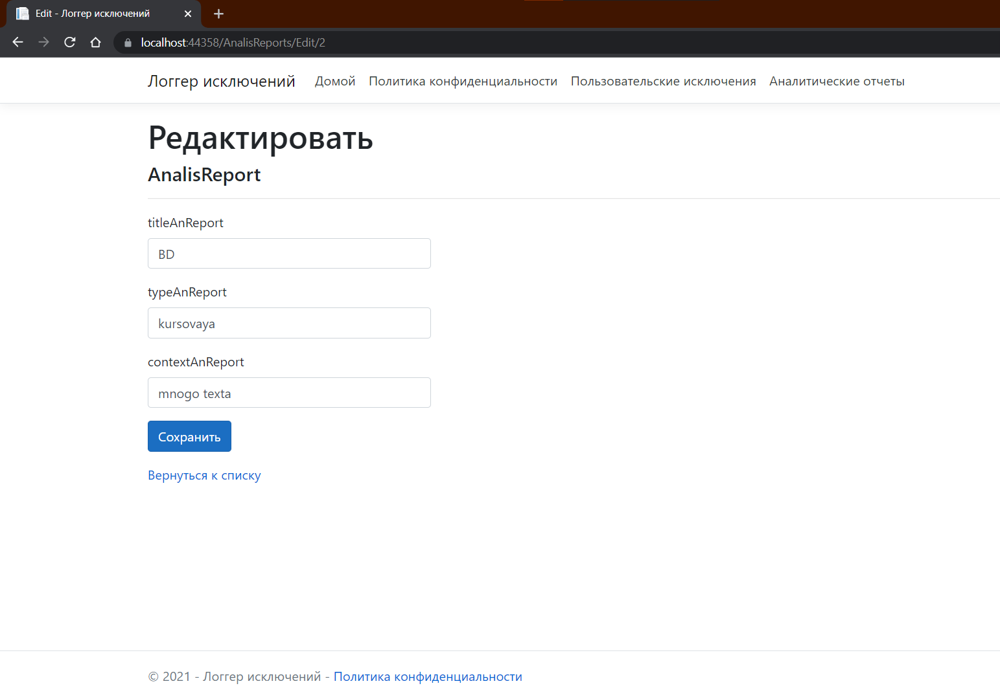 Edit - Логгер исключений
localhost:44358/AnalisReports/Edit/2
Логгер исключений Домой Политика конфиденциальности Пользовательские исключения Аналитические отчеты
Редактировать
AnalisReport
titleAnReport
BD
typeAnReport
kursovaya
contextAnReport
mnogo texta
Сохранить
Вернуться к списку
© 2021 - Логгер исключений - Политика конфиденциальности